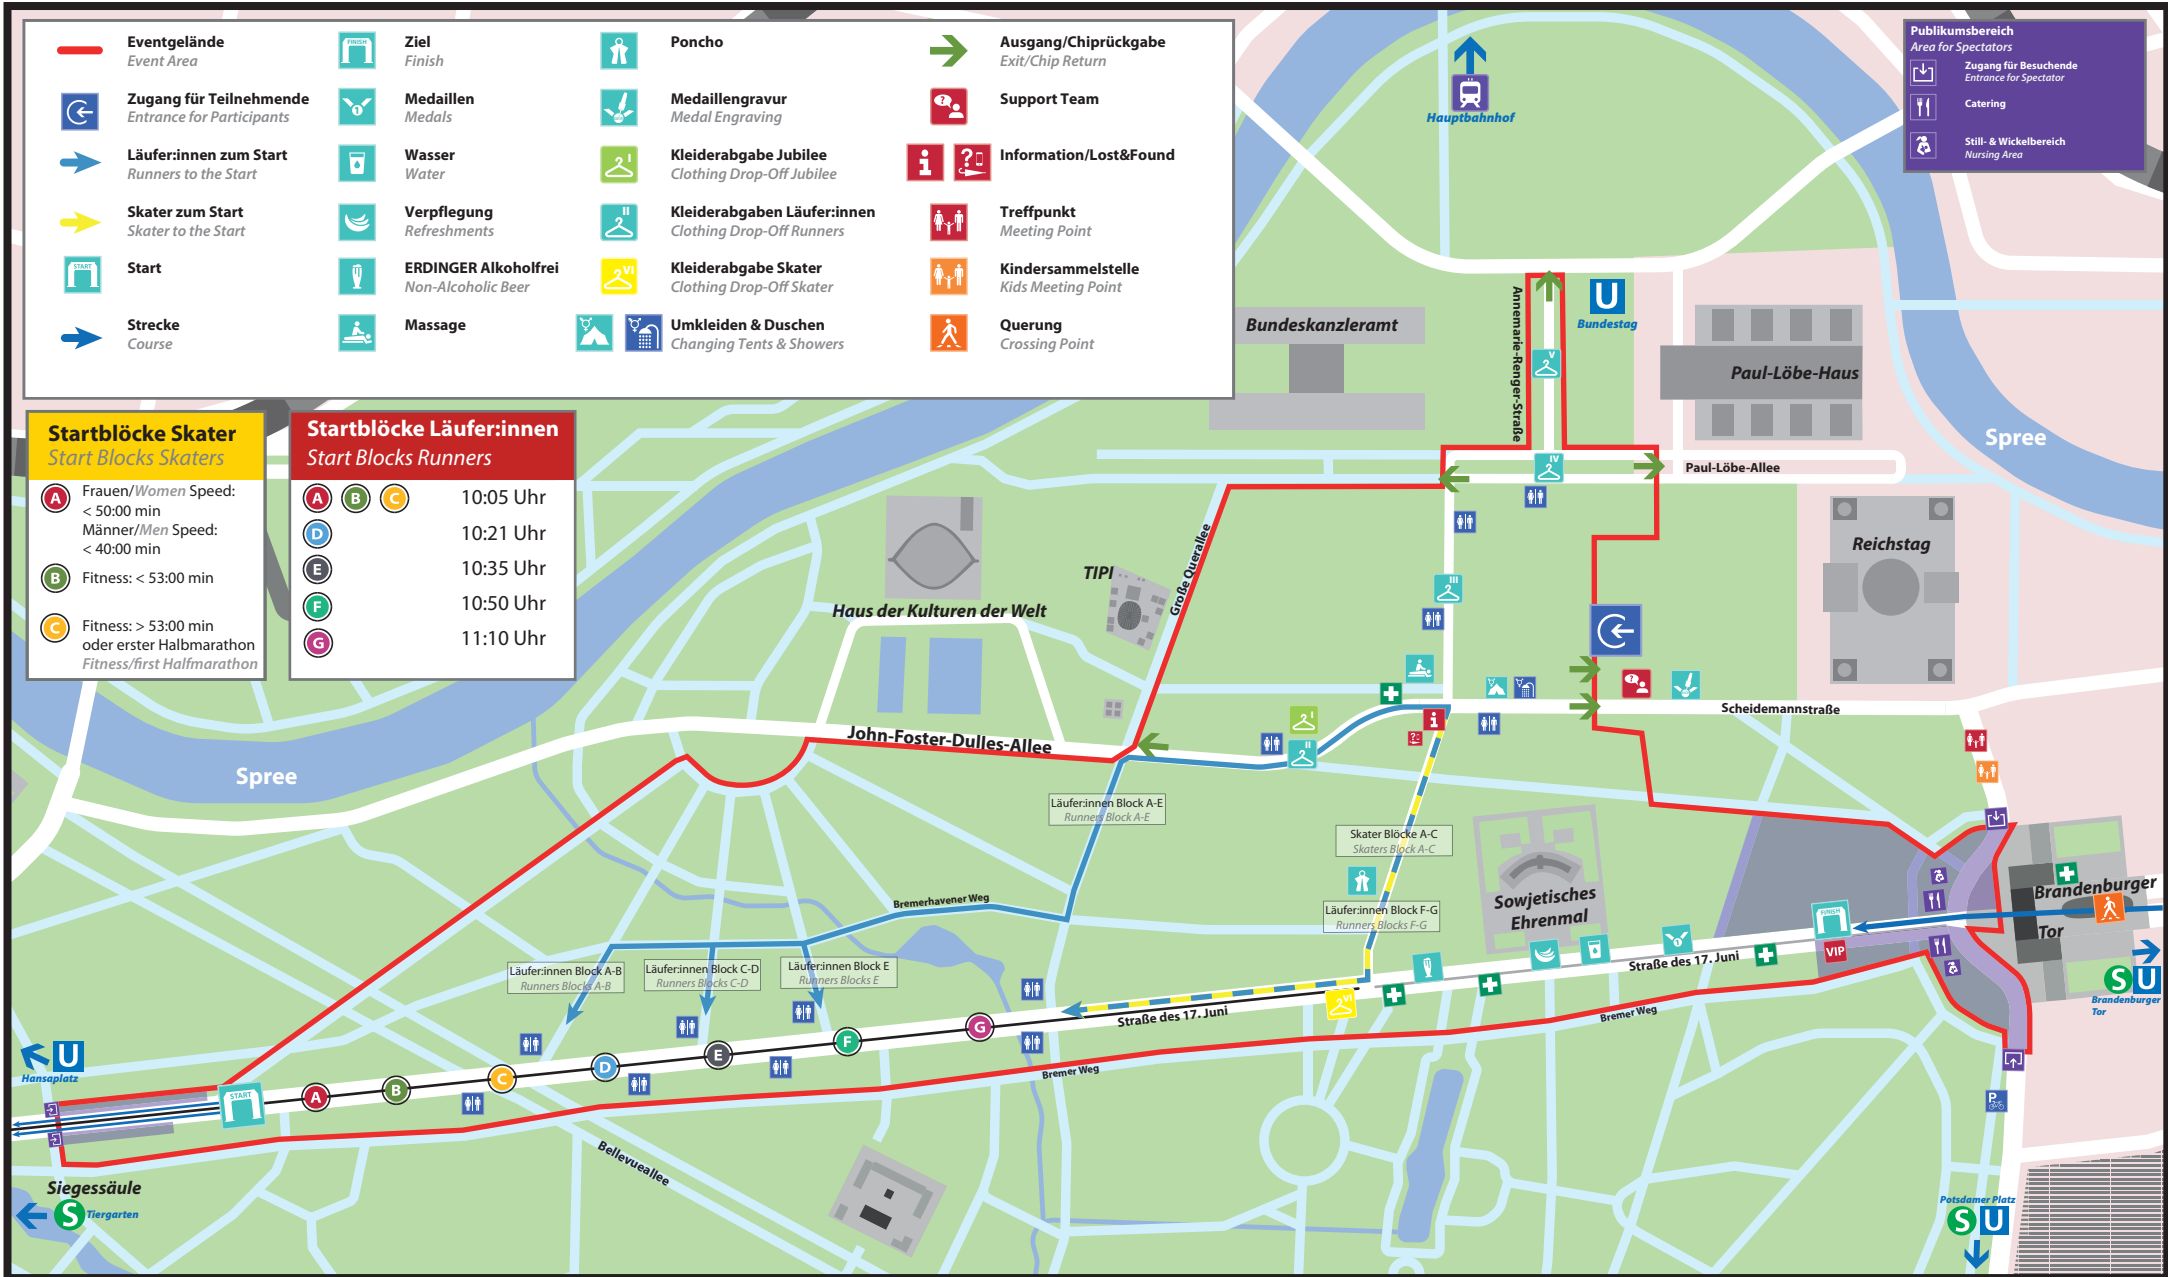 Eventgelände
Event Area
Zugang für Teilnehmende
Entrance for Participants
Läufer:innen zum Start
Runners to the Start
Skater zum Start
Skater to the Start
START
Start
Strecke
Course
FINISH
Ziel
Finish
1
Medaillen
Medals
Wasser
Water
Verpflegung
Refreshments
ERDINGER Alkoholfrei
Non-Alcoholic Beer
Massage
Poncho
Medaillengravur
Medal Engraving
I
Kleiderabgabe Jubilee
Clothing Drop-Off Jubilee
II
Kleiderabgaben Läufer:innen
Clothing Drop-Off Runners
VI
Kleiderabgabe Skater
Clothing Drop-Off Skater
Umkleiden & Duschen
Changing Tents & Showers
Ausgang/Chiprückgabe
Exit/Chip Return
?
Support Team
i
?
Information/Lost&Found
Treffpunkt
Meeting Point
Kindersammelstelle
Kids Meeting Point
Querung
Crossing Point
Publikumsbereich
Area for Spectators
Zugang für Besuchende
Entrance for Spectator
Catering
Still- & Wickelbereich
Nursing Area
Startblöcke Skater
Start Blocks Skaters
A
Frauen/Women Speed:
< 50:00 min
Männer/Men Speed:
< 40:00 min
B
Fitness: < 53:00 min
C
Fitness: > 53:00 min
oder erster Halbmarathon
Fitness/first Halfmarathon
Startblöcke Läufer:innen
Start Blocks Runners
A B C 10:05 Uhr
D 10:21 Uhr
E 10:35 Uhr
F 10:50 Uhr
G 11:10 Uhr
Hauptbahnhof
Bundeskanzleramt
Annemarie-Renger-Straße
U
Bundestag
V
Paul-Löbe-Haus
Spree
IV
Paul-Löbe-Allee
Reichstag
Große Querallee
TIPI
Haus der Kulturen der Welt
III
Scheidemannstraße
I
II
i
?
?
John-Foster-Dulles-Allee
Spree
Läufer:innen Block A-E
Runners Block A-E
Skater Blöcke A-C
Skaters Block A-C
Läufer:innen Block F-G
Runners Blocks F-G
Sowjetisches
Ehrenmal
Bremerhavener Weg
Läufer:innen Block A-B
Runners Blocks A-B
Läufer:innen Block C-D
Runners Blocks C-D
Läufer:innen Block E
Runners Blocks E
Brandenburger
Tor
FINISH
VIP
1
Straße des 17. Juni
VI
Straße des 17. Juni
Bremer Weg
Bremer Weg
S U
Brandenburger
Tor
U
Hansaplatz
START
A
B
C
D
E
F
G
P
Bellevueallee
Siegessäule
S
Tiergarten
Potsdamer Platz
S U